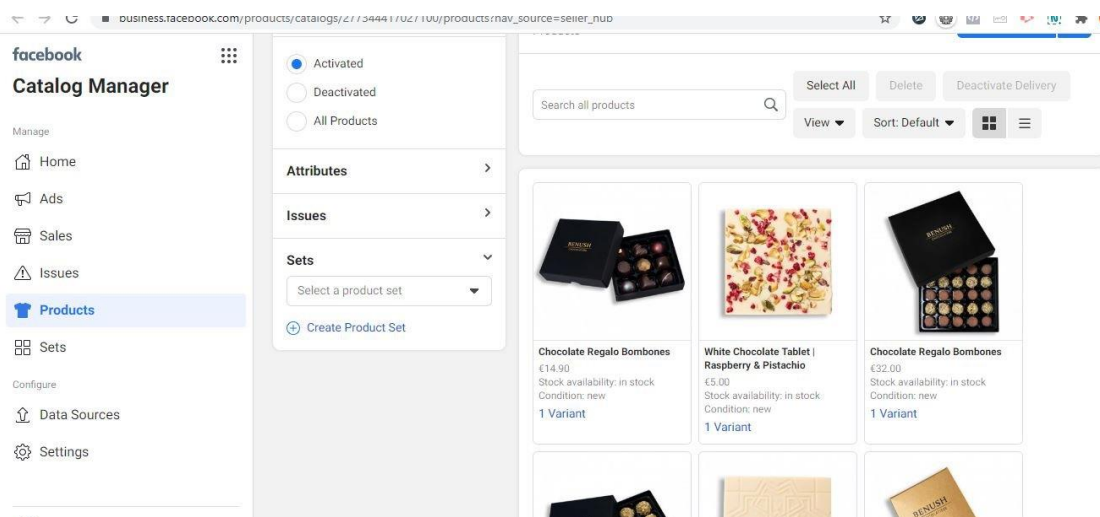 business.facebook.com/products/catalogs/277344417027100/products?nav_source=seller_hub
facebook
Catalog Manager
Manage
Home
Ads
Sales
Issues
Products
Sets
Configure
Data Sources
Settings
Activated
Deactivated
All Products
Attributes
Issues
Sets
Select a product set
Create Product Set
Search all products
Select All
Delete
Deactivate Delivery
View
Sort: Default
BENUSH
Chocolate Regalo Bombones
€14.90
Stock availability: in stock
Condition: new
1 Variant
White Chocolate Tablet |
Raspberry & Pistachio
€5.00
Stock availability: in stock
Condition: new
1 Variant
BENUSH
Chocolate Regalo Bombones
€32.00
Stock availability: in stock
Condition: new
1 Variant
BENUSH